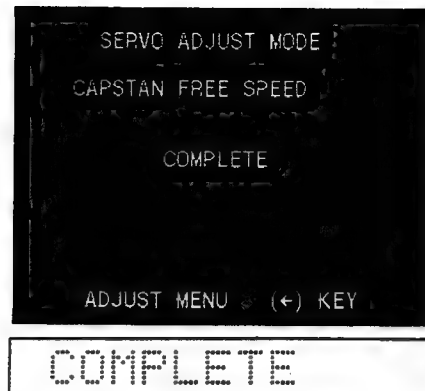 SERVO ADJUST MODE
CAPSTAN FREE SPEED
COMPLETE
ADJUST MENU (←) KEY
COMPLETE